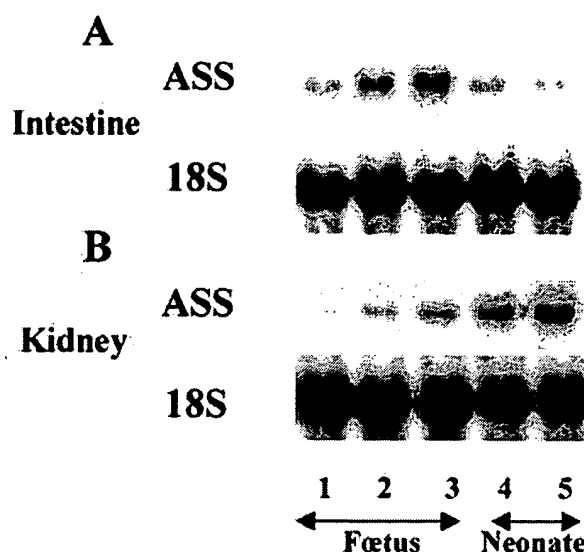 A
ASS
Intestine
18S
B
ASS
Kidney
18S
1 2 3 4 5
Fœtus Neonate